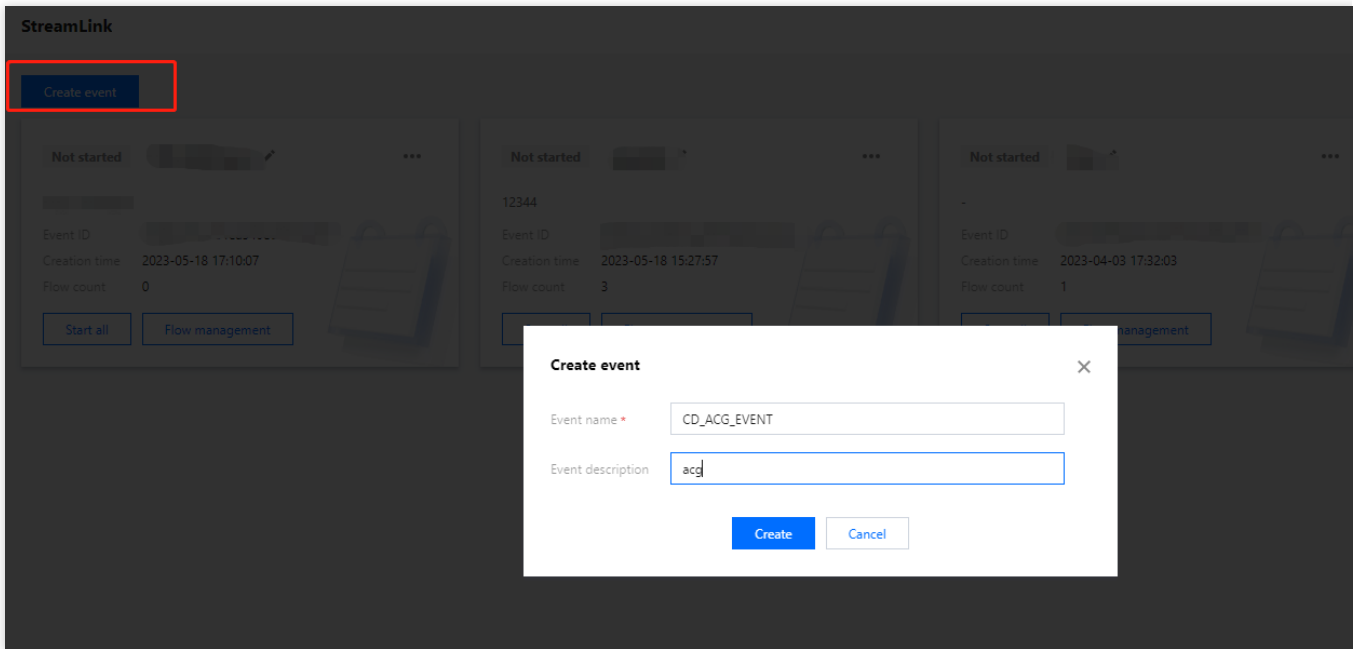 StreamLink
Create event
Not started
Event ID
Creation time 2023-05-18 17:10:07
Flow count 0
Start all Flow management
Not started
12344
Event ID
Creation time 2023-05-18 15:27:57
Flow count 3
Not started
-
Event ID
Creation time 2023-04-03 17:32:03
Flow count 1
management
Create event
Event name * CD_ACG_EVENT
Event description acg
Create Cancel